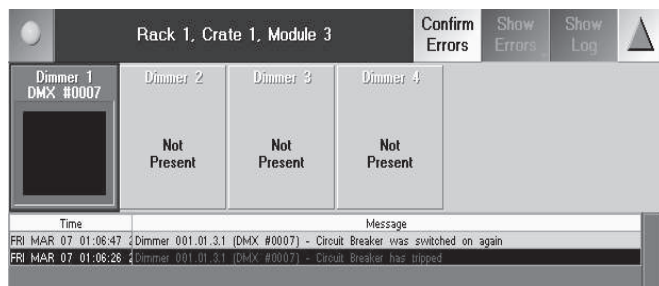 Rack 1, Crate 1, Module 3
Confirm
Errors
Show
Errors
Show
Log
Dimmer 1
DMX #0007
Dimmer 2
Not
Present
Dimmer 3
Not
Present
Dimmer 4
Not
Present
Time Message
FRI MAR 07 01:06:47 2 Dimmer 001.01.3.1 (DMX #0007) - Circuit Breaker was switched on again
FRI MAR 07 01:06:26 2 Dimmer 001.01.3.1 (DMX #0007) - Circuit Breaker has tripped